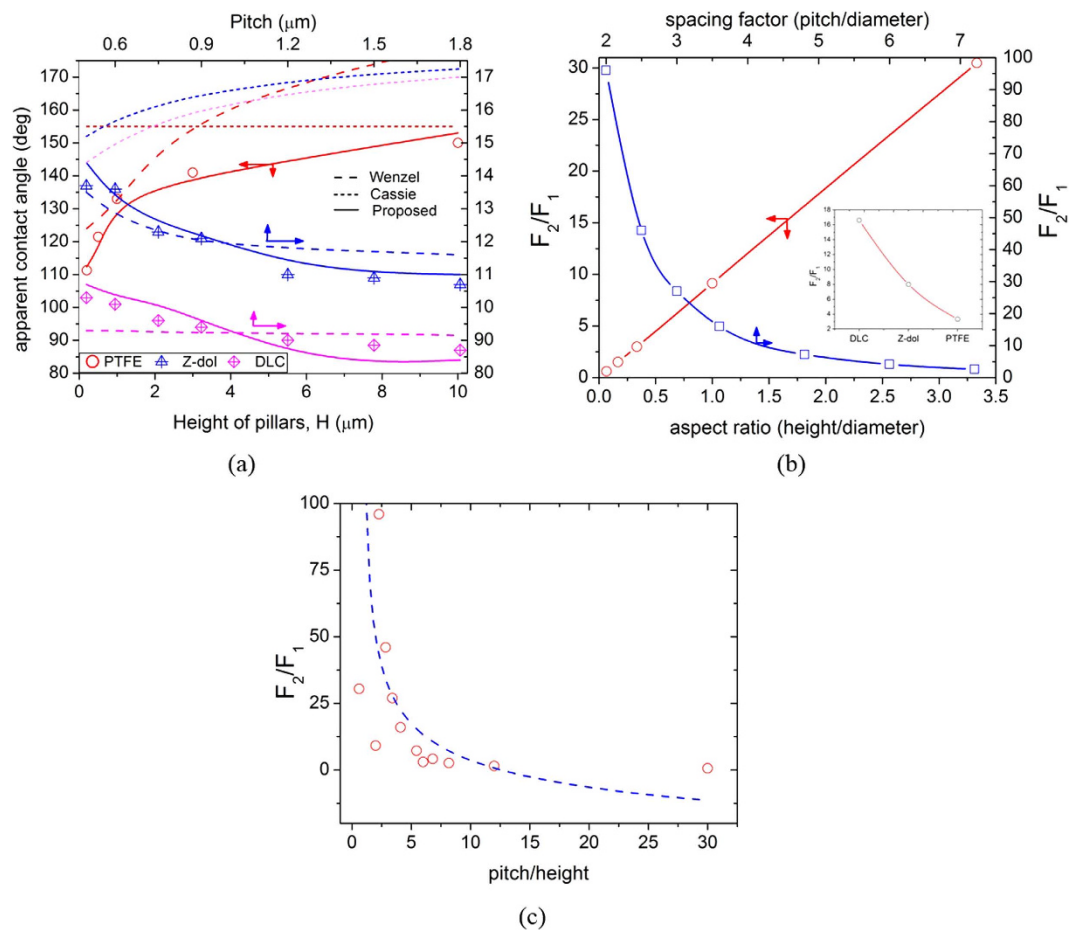 Pitch (μm)
0.6 0.9 1.2 1.5 1.8
170 17
160 16
150 15
140 14
130 13
120 12
110 11
100 10
90 90
80 80
apparent contact angle (deg)
Wenzel
Cassie
Proposed
PTFE Z-dol DLC
0 2 4 6 8 10
Height of pillars, H (μm)
(a)
spacing factor (pitch/diameter)
2 3 4 5 6 7
30
25
20
15
10
5
0
F2/F1
100
90
80
70
60
50
40
30
20
10
0
F2/F1
18
16
14
12
10
8
6
4
2
F2/F1
DLC Z-dol PTFE
0.0 0.5 1.0 1.5 2.0 2.5 3.0 3.5
aspect ratio (height/diameter)
(b)
100
75
50
25
0
F2/F1
0 5 10 15 20 25 30
pitch/height
(c)